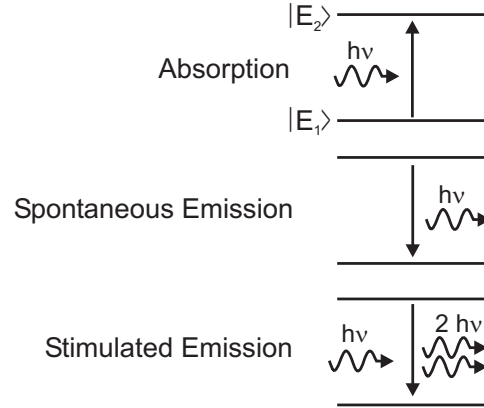 |E₂⟩
hν
Absorption
|E₁⟩
Spontaneous Emission
hν
hν
2 hν
Stimulated Emission